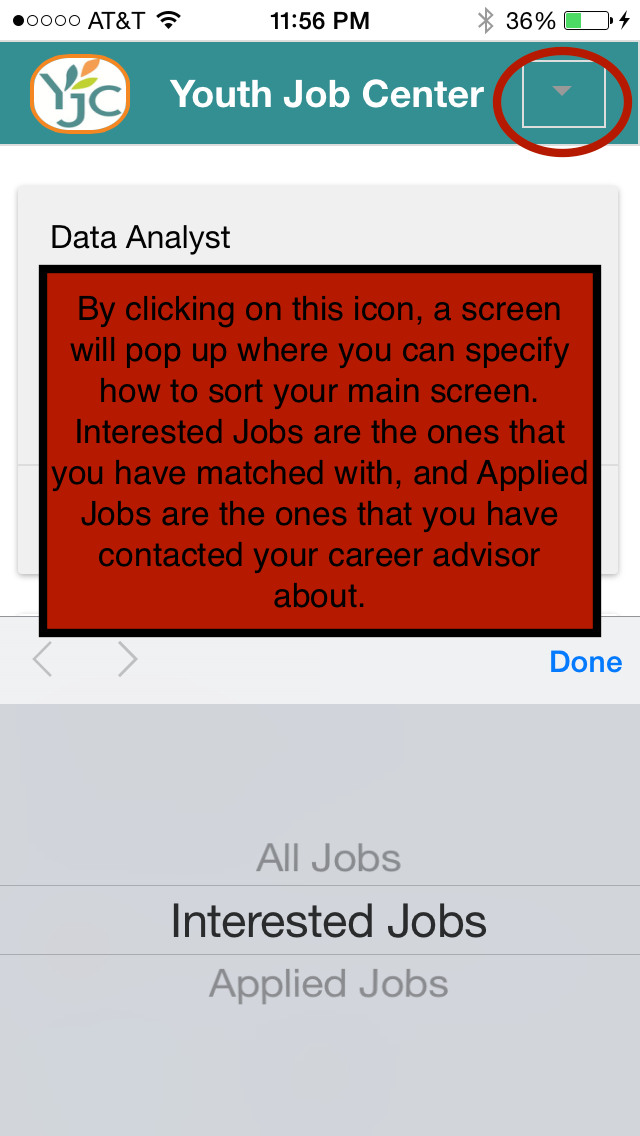 AT&T 11:56 PM 36%
YJC Youth Job Center
Data Analyst
By clicking on this icon, a screen
will pop up where you can specify
how to sort your main screen.
Interested Jobs are the ones that
you have matched with, and Applied
Jobs are the ones that you have
contacted your career advisor
about.
Done
All Jobs
Interested Jobs
Applied Jobs